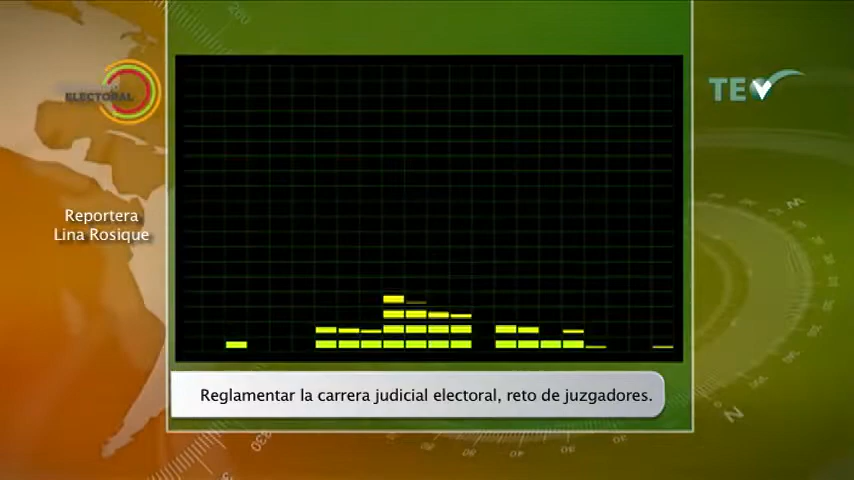 ELECTORAL
TE
Reportera
Lina Rosique
Reglamentar la carrera judicial electoral, reto de juzgadores.
N